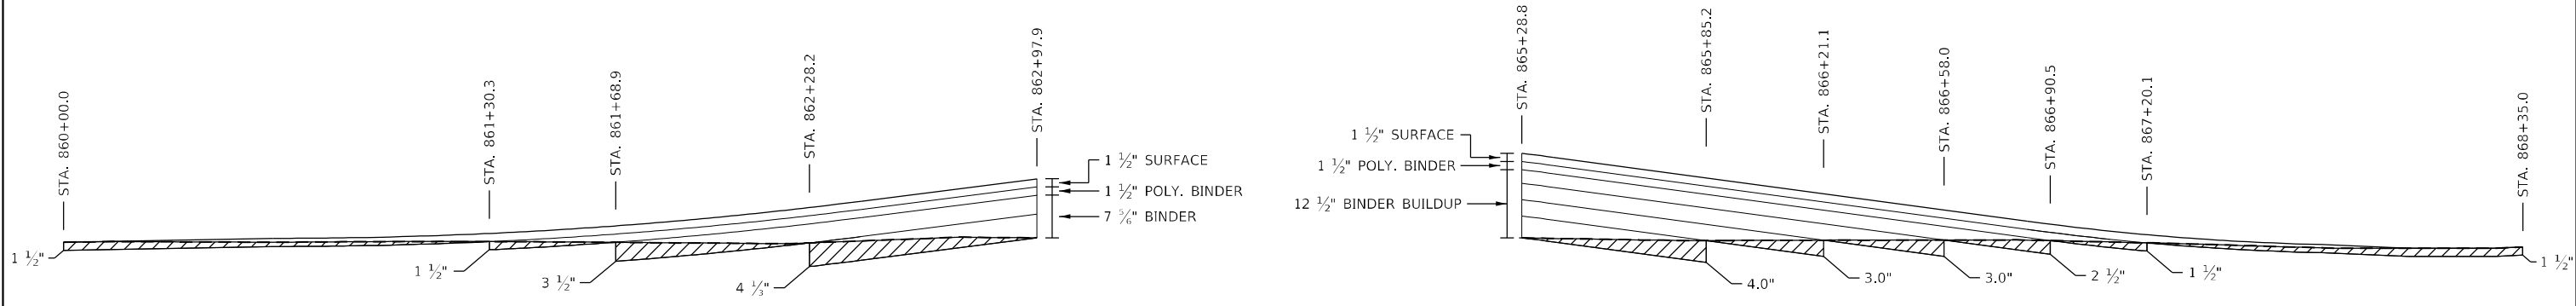 STA. 860+00.0
STA. 861+30.3
STA. 861+68.9
STA. 862+28.2
STA. 862+97.9
1 ½" SURFACE
1 ½" POLY. BINDER
7 ⅚" BINDER
1 ½"
1 ½"
3 ½"
4 ⅓"
STA. 865+28.8
STA. 865+85.2
STA. 866+21.1
STA. 866+58.0
STA. 866+90.5
STA. 867+20.1
STA. 868+35.0
1 ½" SURFACE
1 ½" POLY. BINDER
12 ½" BINDER BUILDUP
4.0"
3.0"
3.0"
2 ½"
1 ½"
1 ½"